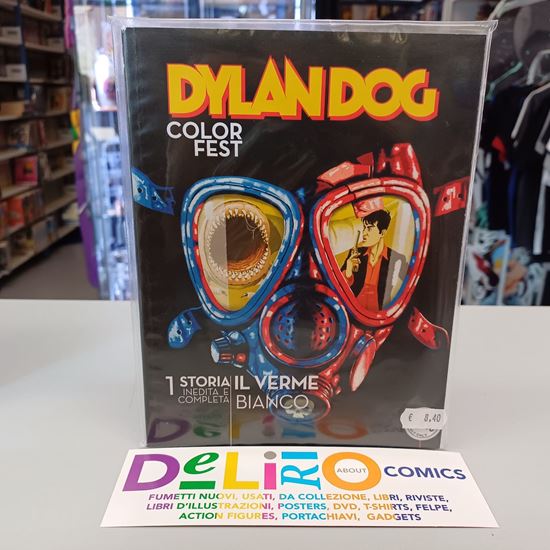 DYLAN DOG
COLOR
FEST
1 STORIA
INEDITA E
COMPLETA
IL VERME
BIANCO
€ 8,40
DeLiRiO ABOUT COMICS
FUMETTI NUOVI, USATI, DA COLLEZIONE, LIBRI, RIVISTE,
LIBRI D'ILLUSTRAZIONI, POSTERS, DVD, T-SHIRTS, FELPE,
ACTION FIGURES, PORTACHIAVI, GADGETS